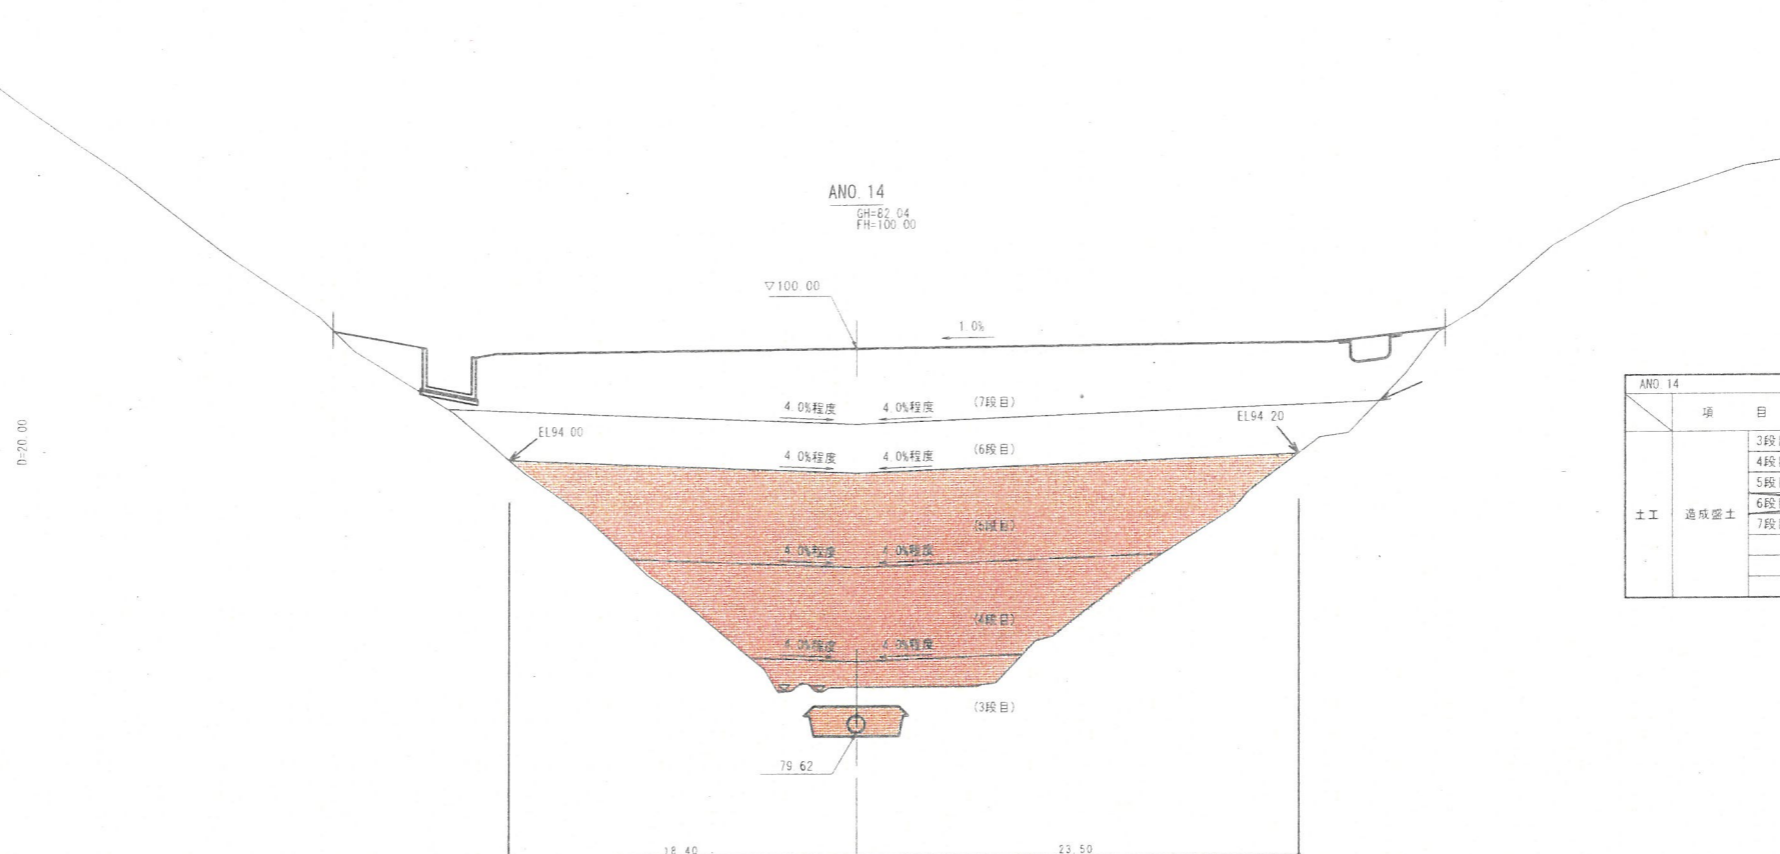 ANO.14
GH=82.04
FH=100.00
▽100.00
1.0%
4.0%程度 4.0%程度 (7段目)
EL94.00
EL94.20
4.0%程度 4.0%程度 (6段目)
(5段目)
4.0%程度 4.0%程度
(4段目)
4.0%程度 4.0%程度
(3段目)
79.62
18.40
23.50
D=20.00
ANO.14
項 目
土工 造成盛土
3段
4段
5段
6段
7段